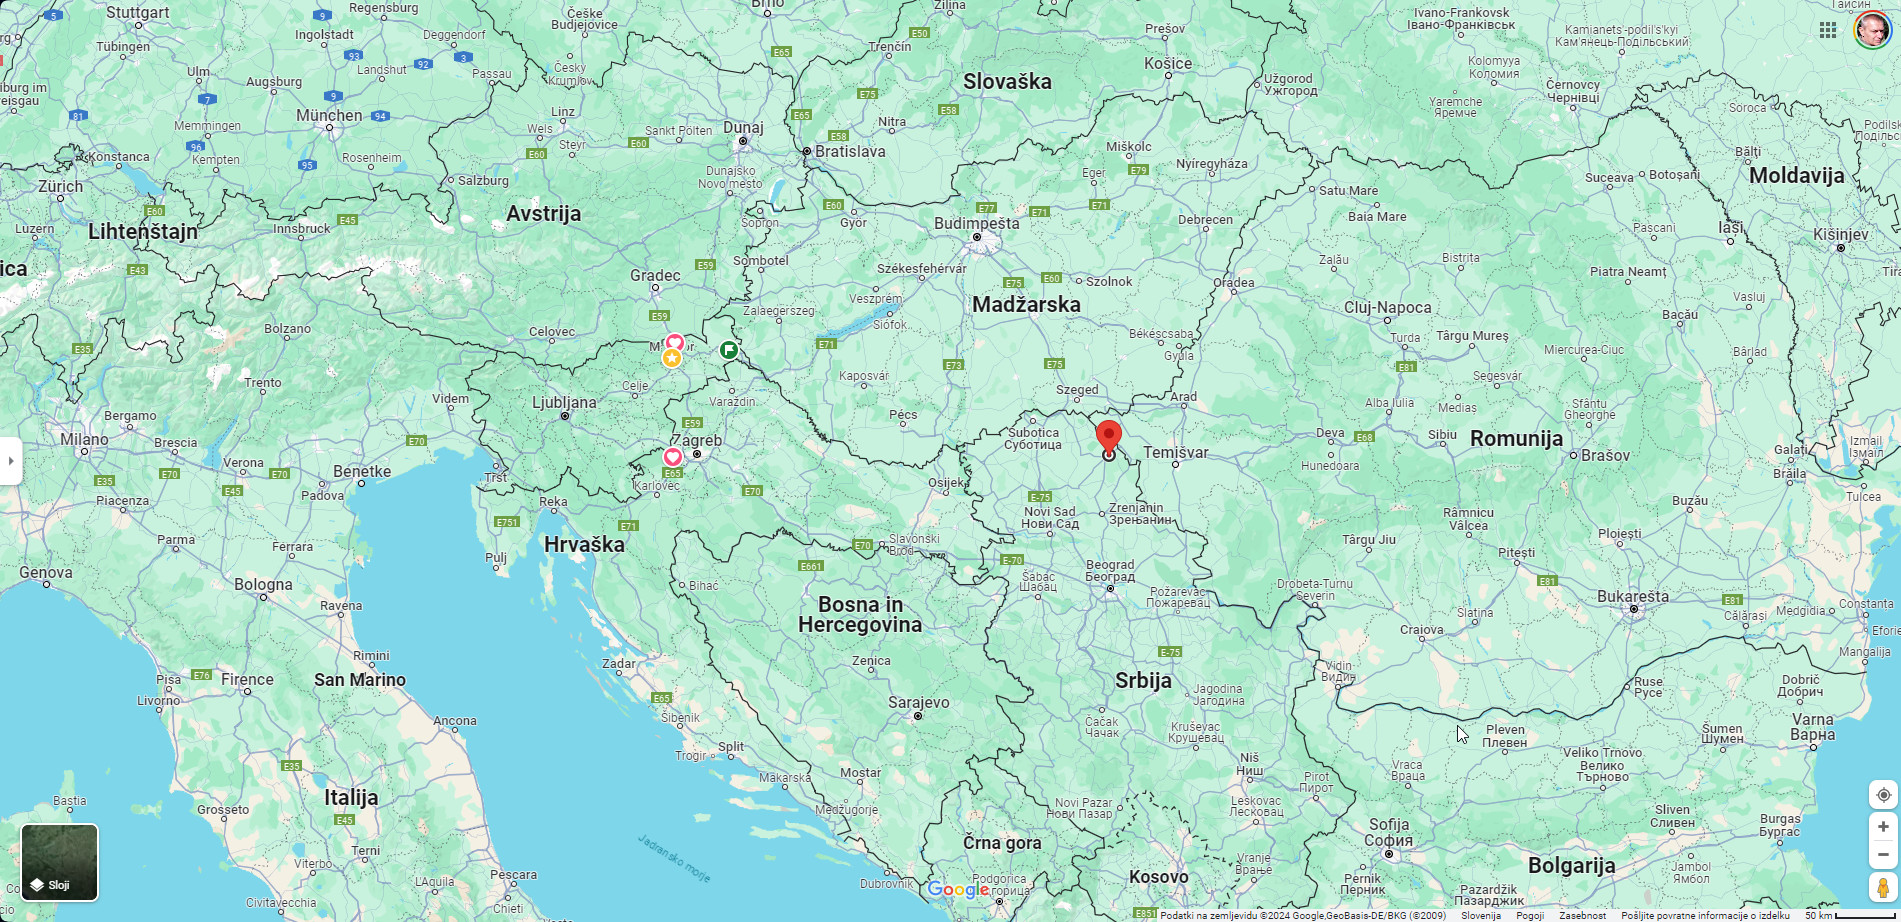 Stuttgart
Regensburg
České
Budjejovice
Brno
Žilina
Ivano-Frankovsk
Івано-Франківськ
Kamianets-podil's'kyi
Кам'янець-Подільський
Tübingen
Ingolstadt
Deggendorf
Trenčín
Prešov
Ulm
Landshut
Passau
Česky
Krumlov
Slovaška
Košice
Užgorod
Ужгород
Kolomyya
Коломия
Černovcy
Чернівці
Augsburg
München
Linz
Wels
Steyr
Sankt Pölten
Dunaj
Nitra
Bratislava
Yaremche
Яремче
Soroca
Memmingen
Kempten
Rosenheim
Salzburg
Miškolc
Nyíregyháza
Eger
Bălți
Moldavija
Konstanca
Zürich
Dunajsko
Novo mesto
Satu Mare
Baia Mare
Suceava
Botoșani
Lihtenštajn
Luzern
Innsbruck
Avstrija
Sopron
Györ
Budimpešta
Debrecen
Pașcani
Iași
Kišinjev
Gradec
Sombotel
Székesfehérvár
Szolnok
Oradea
Zalău
Bistrita
Piatra Neamț
Veszprém
Siófok
Madžarska
Cluj-Napoca
Vaslui
Bacău
Bolzano
Celovec
Zalaegerszeg
Békéscsaba
Gyula
Turda
Târgu Mureș
Miercurea-Ciuc
Bârlad
Trento
Celje
Kaposvár
Szeged
Arad
Segesvár
Videm
Ljubljana
Varaždin
Pécs
Alba Iulia
Mediaș
Sfântu
Gheorghe
Bergamo
Milano
Brescia
Verona
Benetke
Trst
Zagreb
Karlovec
Subotica
Суботица
Temišvar
Deva
Hunedoara
Sibiu
Romunija
Brașov
Galați
Brăila
Izmail
Ізмаїл
Piacenza
Padova
Reka
Osijek
Novi Sad
Нови Сад
Zrenjanin
Зрењанин
Râmnicu
Vâlcea
Buzău
Tulcea
Parma
Ferrara
Pulj
Hrvaška
Slavonski
Brod
Târgu Jiu
Pitești
Ploiești
Genova
Bologna
Bihać
Bosna in
Hercegovina
Šabac
Шабац
Beograd
Београд
Požarevac
Пожаревац
Drobeta-Turnu
Severin
Slatina
Bukarešta
Călărași
Medgidia
Constanta
Eforie
Ravena
Rimini
San Marino
Zadar
Zenica
Craiova
Mangalija
Pisa
Firence
Livorno
Ancona
Šibenik
Sarajevo
Srbija
Jagodina
Јагодина
Vidin
Видин
Ruse
Русе
Dobrič
Добрич
Čačak
Чачак
Kruševac
Крушевац
Pleven
Плевен
Šumen
Шумен
Varna
Варна
Trogir
Split
Makarska
Mostar
Niš
Ниш
Pirot
Пирот
Vraca
Враца
Veliko Trnovo
Велико
Търново
Bastia
Grosseto
Italija
Jadransko morje
Medžugorje
Novi Pazar
Нови Пазар
Leskovac
Лесковац
Sofija
София
Sliven
Сливен
Burgas
Бургас
Viterbo
Terni
L'Aquila
Pescara
Chieti
Civitavecchia
Dubrovnik
Črna gora
Podgorica
Kosovo
Vranje
Врање
Pernik
Перник
Bolgarija
Pazardžik
Пазарджик
Jambol
Ямбол
Sloji
Google
Podatki na zemljevidu ©2024 Google,GeoBasis-DE/BKG (©2009) Slovenija Pogoji Zasebnost Pošljite povratne informacije o izdelku 50 km